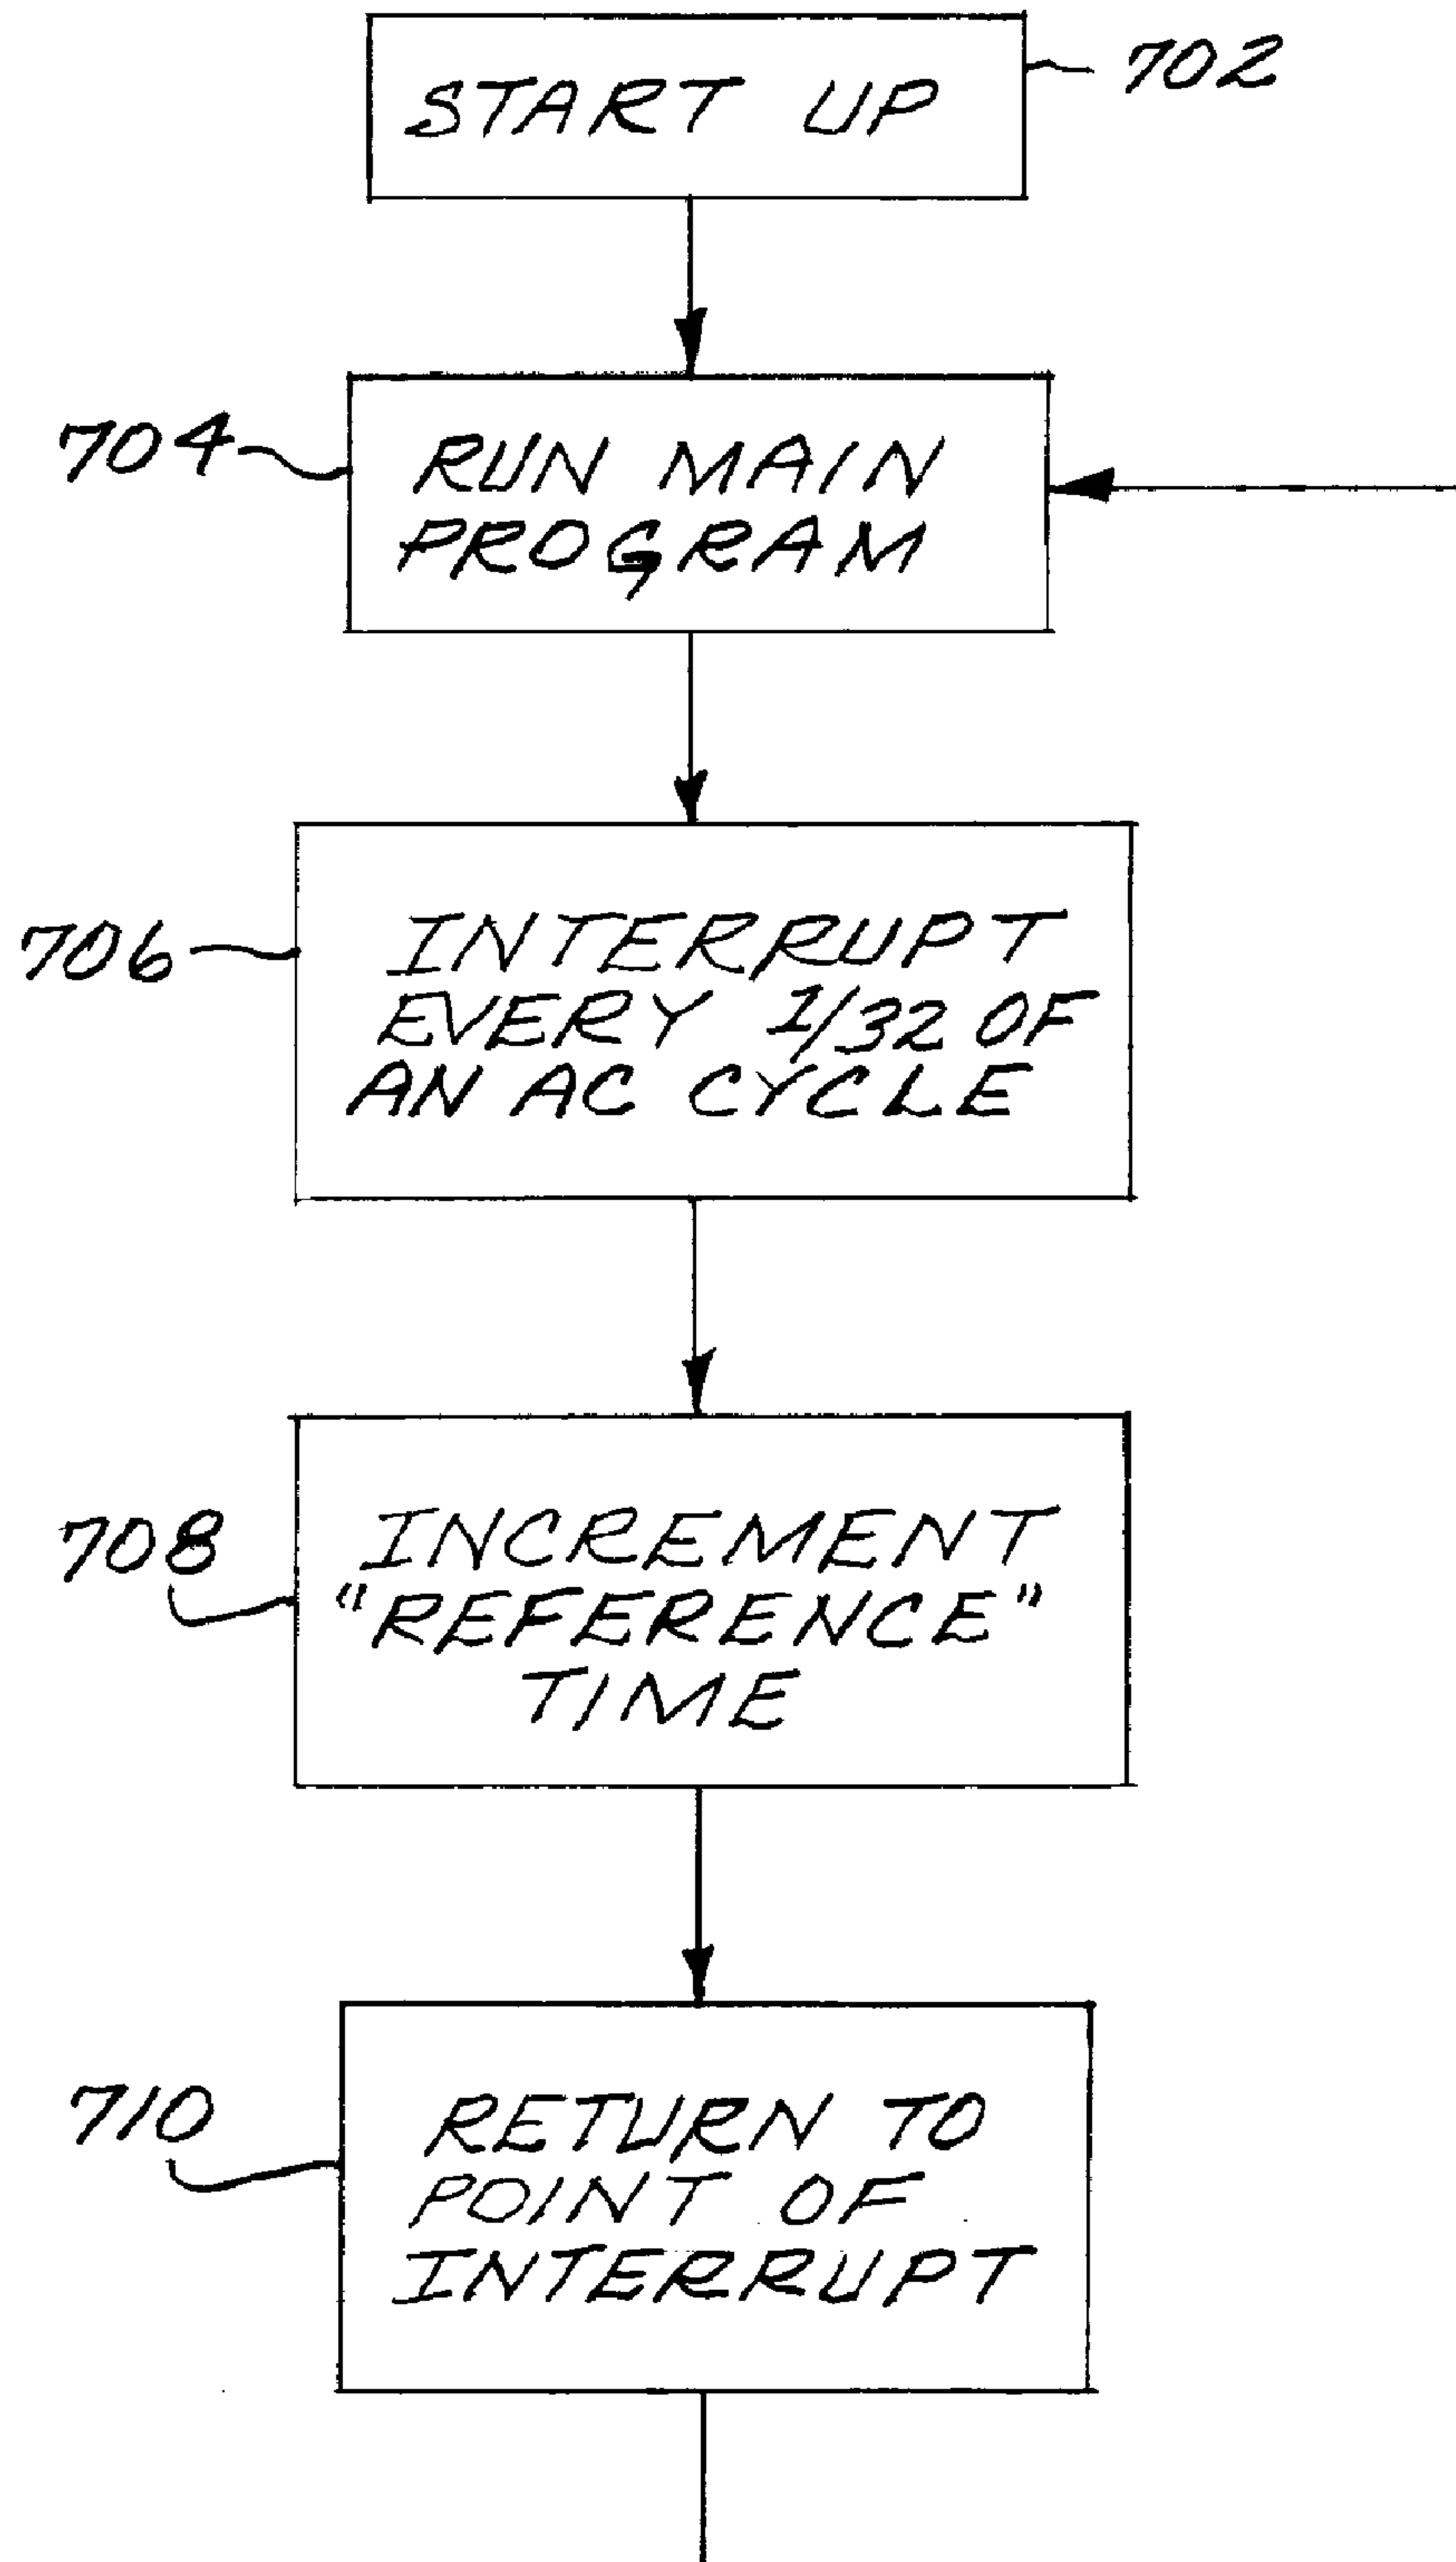 START UP
702
704
RUN MAIN
PROGRAM
706
INTERRUPT
EVERY 1/32 OF
AN AC CYCLE
708
INCREMENT
"REFERENCE"
TIME
710
RETURN TO
POINT OF
INTERRUPT